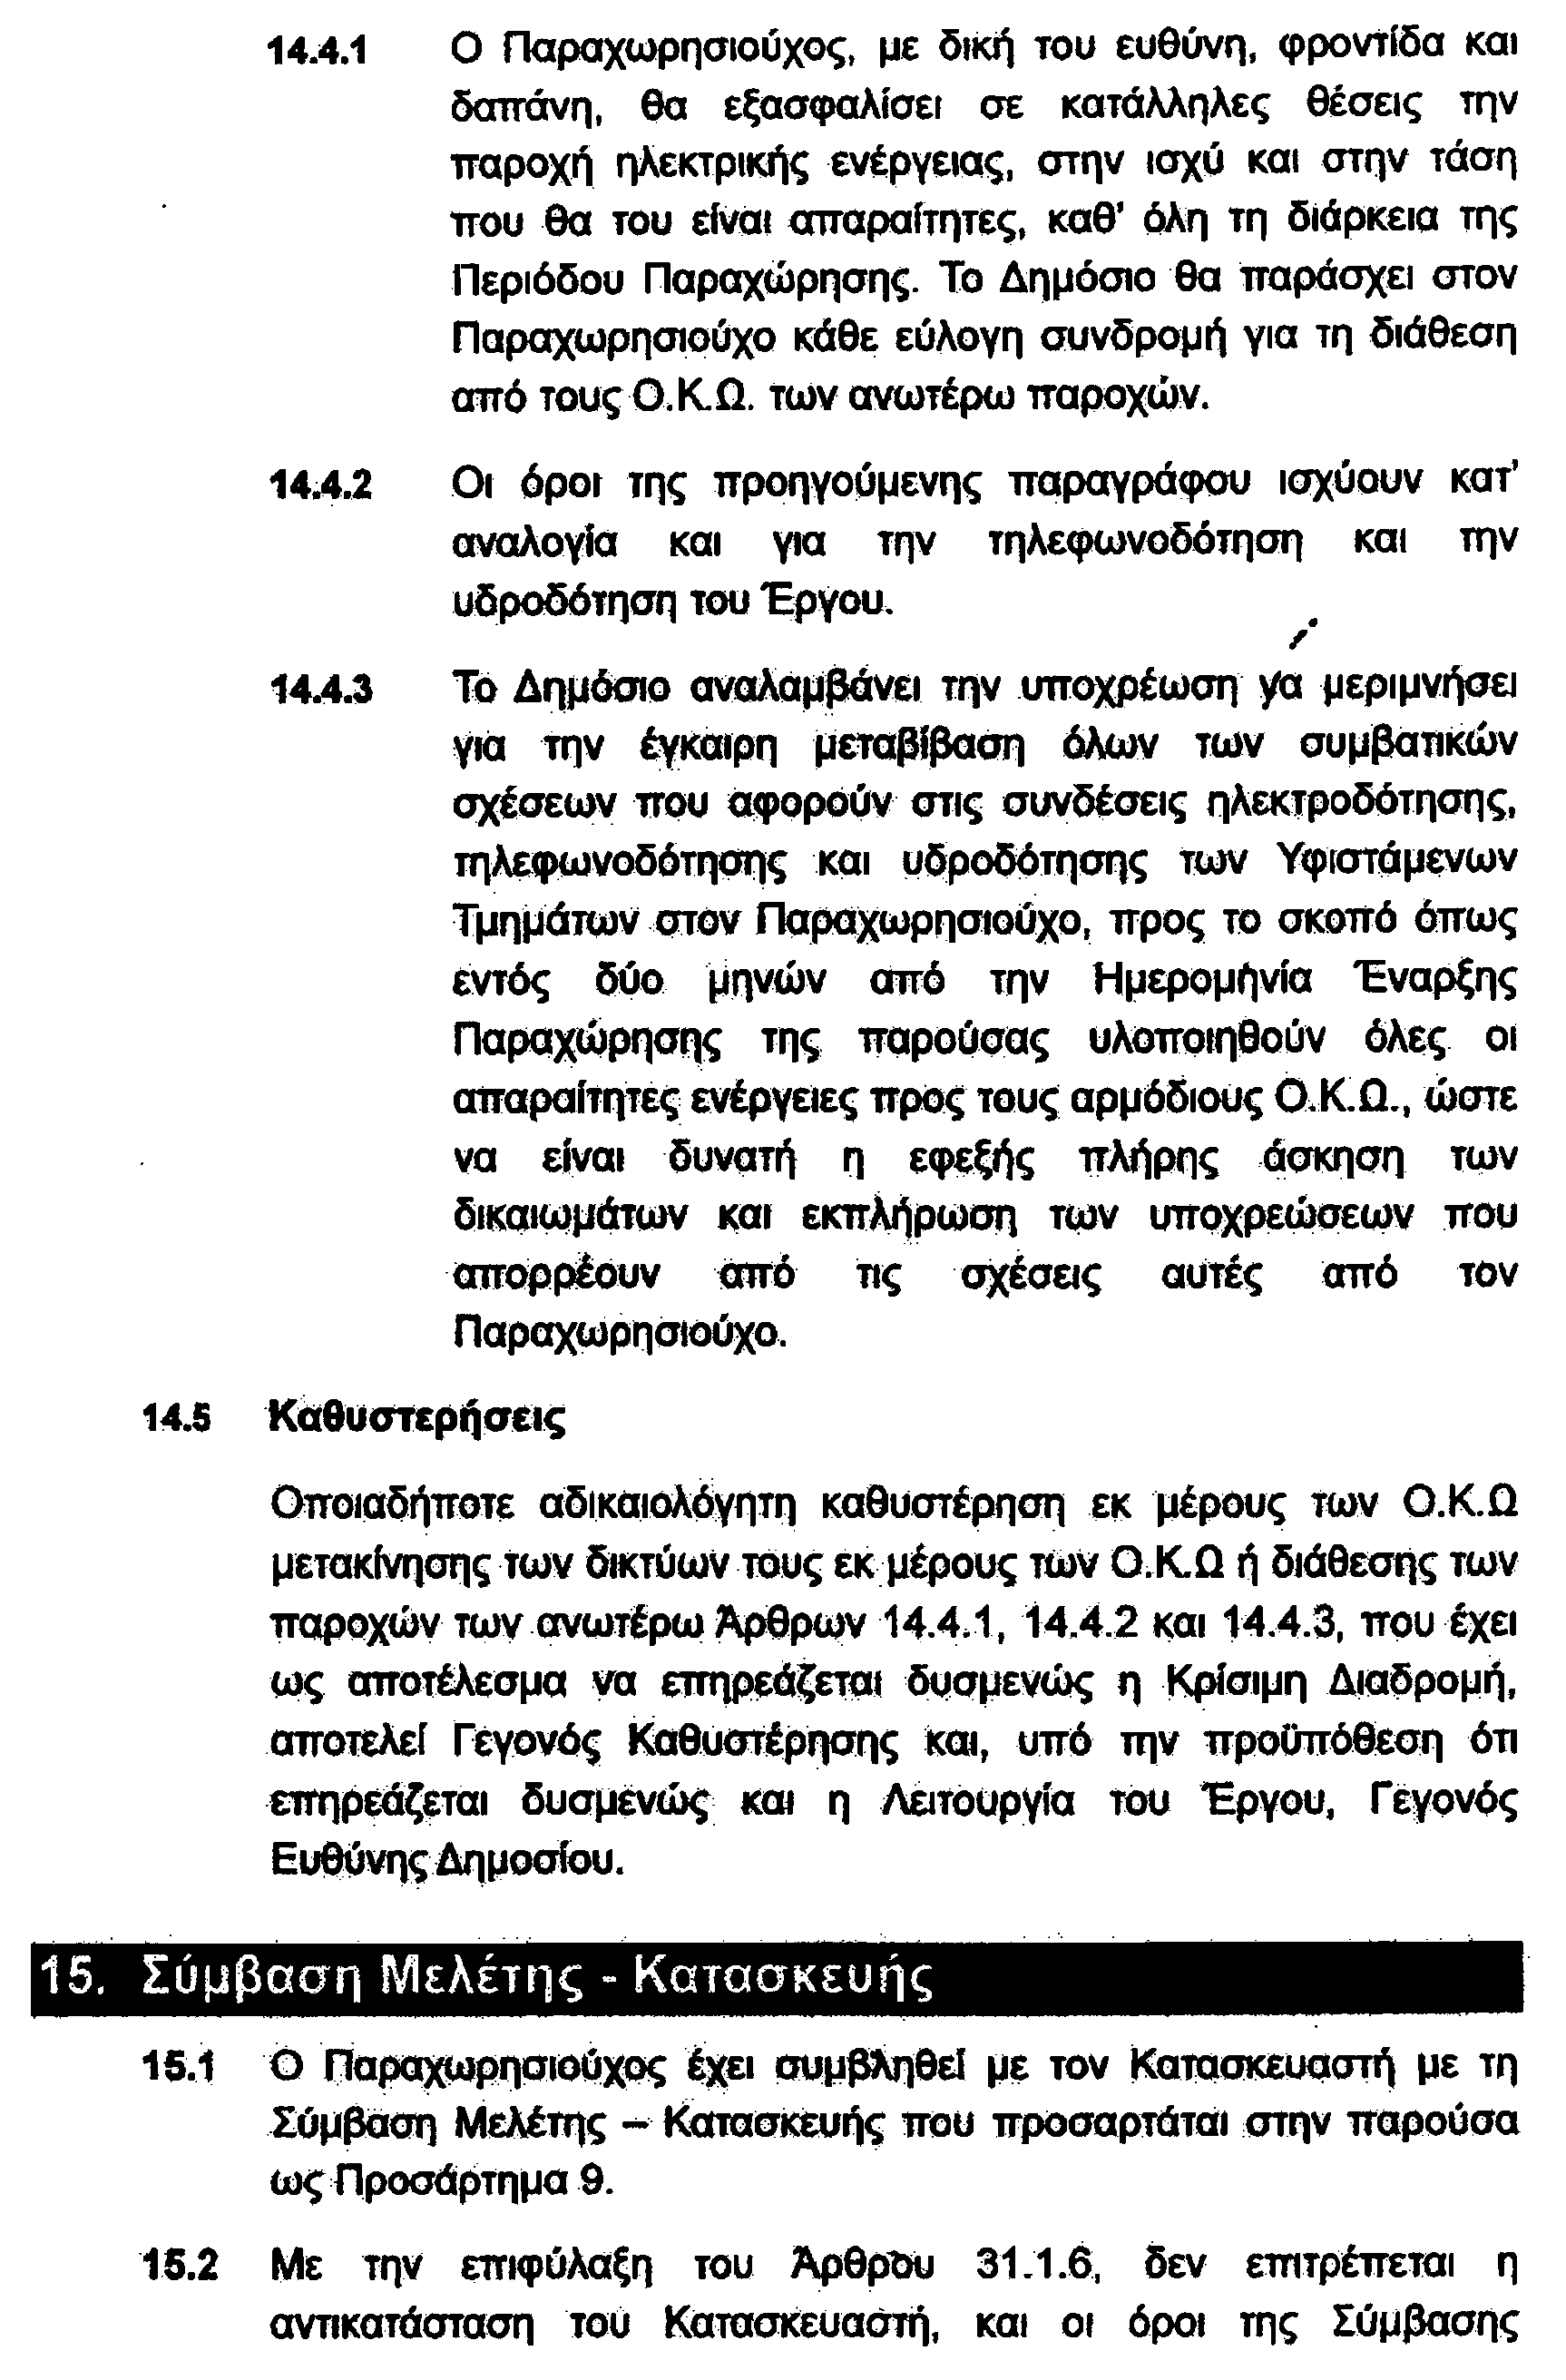 14.4.1 Ο Παραχωρησιούχος, με δική του ευθύνη, φροντίδα και
δαπάνη, θα εξασφαλίσει σε κατάλληλες θέσεις την
παροχή ηλεκτρικής ενέργειας, στην ισχύ και στην τάση
που θα του είναι απαραίτητες, καθ' όλη τη διάρκεια της
Περιόδου Παραχώρησης. Το Δημόσιο θα παράσχει στον
Παραχωρησιούχο κάθε εύλογη συνδρομή για τη διάθεση
από τους Ο.Κ.Ω. των ανωτέρω παροχών.
14.4.2 Οι όροι της προηγούμενης παραγράφου ισχύουν κατ'
αναλογία και για την τηλεφωνοδότηση και την
υδροδότηση του Έργου.
14.4.3 Το Δημόσιο αναλαμβάνει την υποχρέωση να μεριμνήσει
για την έγκαιρη μεταβίβαση όλων των συμβατικών
σχέσεων που αφορούν στις συνδέσεις ηλεκτροδότησης,
τηλεφωνοδότησης και υδροδότησης των Υφιστάμενων
Τμημάτων στον Παραχωρησιούχο, προς το σκοπό όπως
εντός δύο μηνών από την Ημερομηνία Έναρξης
Παραχώρησης της παρούσας υλοποιηθούν όλες οι
απαραίτητες ενέργειες προς τους αρμόδιους Ο.Κ.Ω., ώστε
να είναι δυνατή η εφεξής πλήρης άσκηση των
δικαιωμάτων και εκπλήρωση των υποχρεώσεων που
απορρέουν από τις σχέσεις αυτές από τον
Παραχωρησιούχο.
14.5 Καθυστερήσεις
Οποιαδήποτε αδικαιολόγητη καθυστέρηση εκ μέρους των Ο.Κ.Ω
μετακίνησης των δικτύων τους εκ μέρους των Ο.Κ.Ω ή διάθεσης των
παροχών των ανωτέρω Άρθρων 14.4.1, 14.4.2 και 14.4.3, που έχει
ως αποτέλεσμα να επηρεάζεται δυσμενώς η Κρίσιμη Διαδρομή,
αποτελεί Γεγονός Καθυστέρησης και, υπό την προϋπόθεση ότι
επηρεάζεται δυσμενώς και η Λειτουργία του Έργου, Γεγονός
Ευθύνης Δημοσίου.
15. Σύμβαση Μελέτης - Κατασκευής
15.1 Ο Παραχωρησιούχος έχει συμβληθεί με τον Κατασκευαστή με τη
Σύμβαση Μελέτης – Κατασκευής που προσαρτάται στην παρούσα
ως Προσάρτημα 9.
15.2 Με την επιφύλαξη του Άρθρου 31.1.6, δεν επιτρέπεται η
αντικατάσταση του Κατασκευαστή, και οι όροι της Σύμβασης